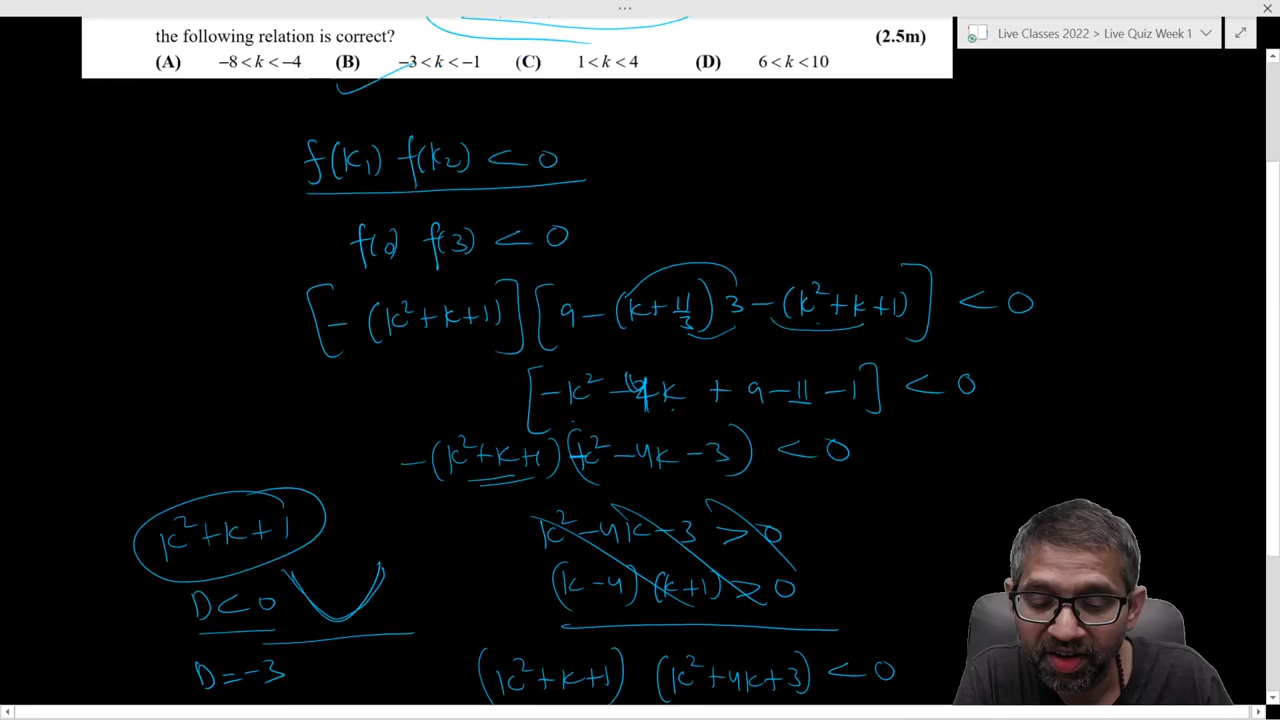 the following relation is correct? (2.5m)
(A) −8 < k < −4 (B) −3 < k < −1 (C) 1 < k < 4 (D) 6 < k < 10
Live Classes 2022 > Live Quiz Week 1
f(k₁) f(k₂) < 0
f(0) f(3) < 0
[−(k²+k+1)] [9 − (k + 11/3) 3 − (k²+k+1)] < 0
[−k² − 4k + 9 − 11 − 1] < 0
−(k²+k+1) (−k² − 4k − 3) < 0
k² − 4k − 3 > 0
(k−4) (k+1) > 0
k²+k+1
D < 0
D = −3
(k²+k+1) (k²+4k+3) < 0